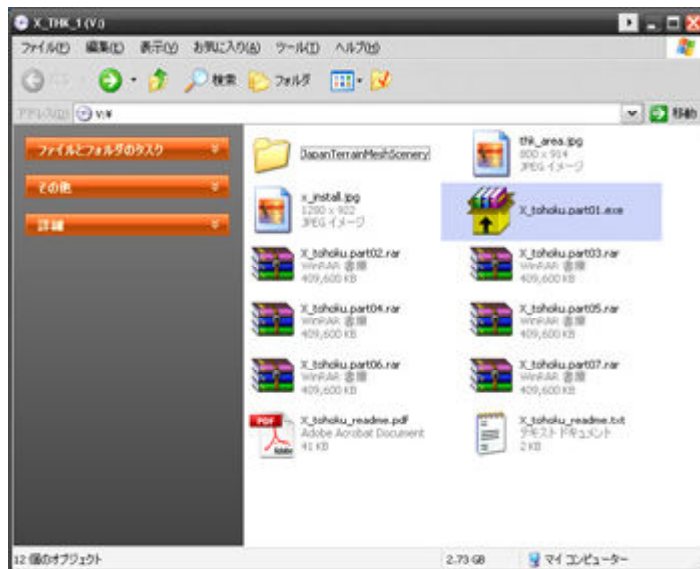 X_THK_1 (V:)
ファイル(F) 編集(E) 表示(V) お気に入り(A) ツール(T) ヘルプ(H)
検索 フォルダ
アドレス(D) V:¥ 移動
ファイルとフォルダのタスク
その他
詳細
JapanTerrainMeshScenery
thk_area.jpg
800 x 914
JPEG イメージ
x_install.jpg
1280 x 922
JPEG イメージ
X_tohoku.part01.exe
X_tohoku.part02.rar
WinRAR 書庫
409,600 KB
X_tohoku.part03.rar
WinRAR 書庫
409,600 KB
X_tohoku.part04.rar
WinRAR 書庫
409,600 KB
X_tohoku.part05.rar
WinRAR 書庫
409,600 KB
X_tohoku.part06.rar
WinRAR 書庫
409,600 KB
X_tohoku.part07.rar
WinRAR 書庫
409,600 KB
PDF
Adobe
X_tohoku_readme.pdf
Adobe Acrobat Document
41 KB
X_tohoku_readme.txt
テキスト ドキュメント
2 KB
12 個のオブジェクト 2.73 GB マイ コンピューター